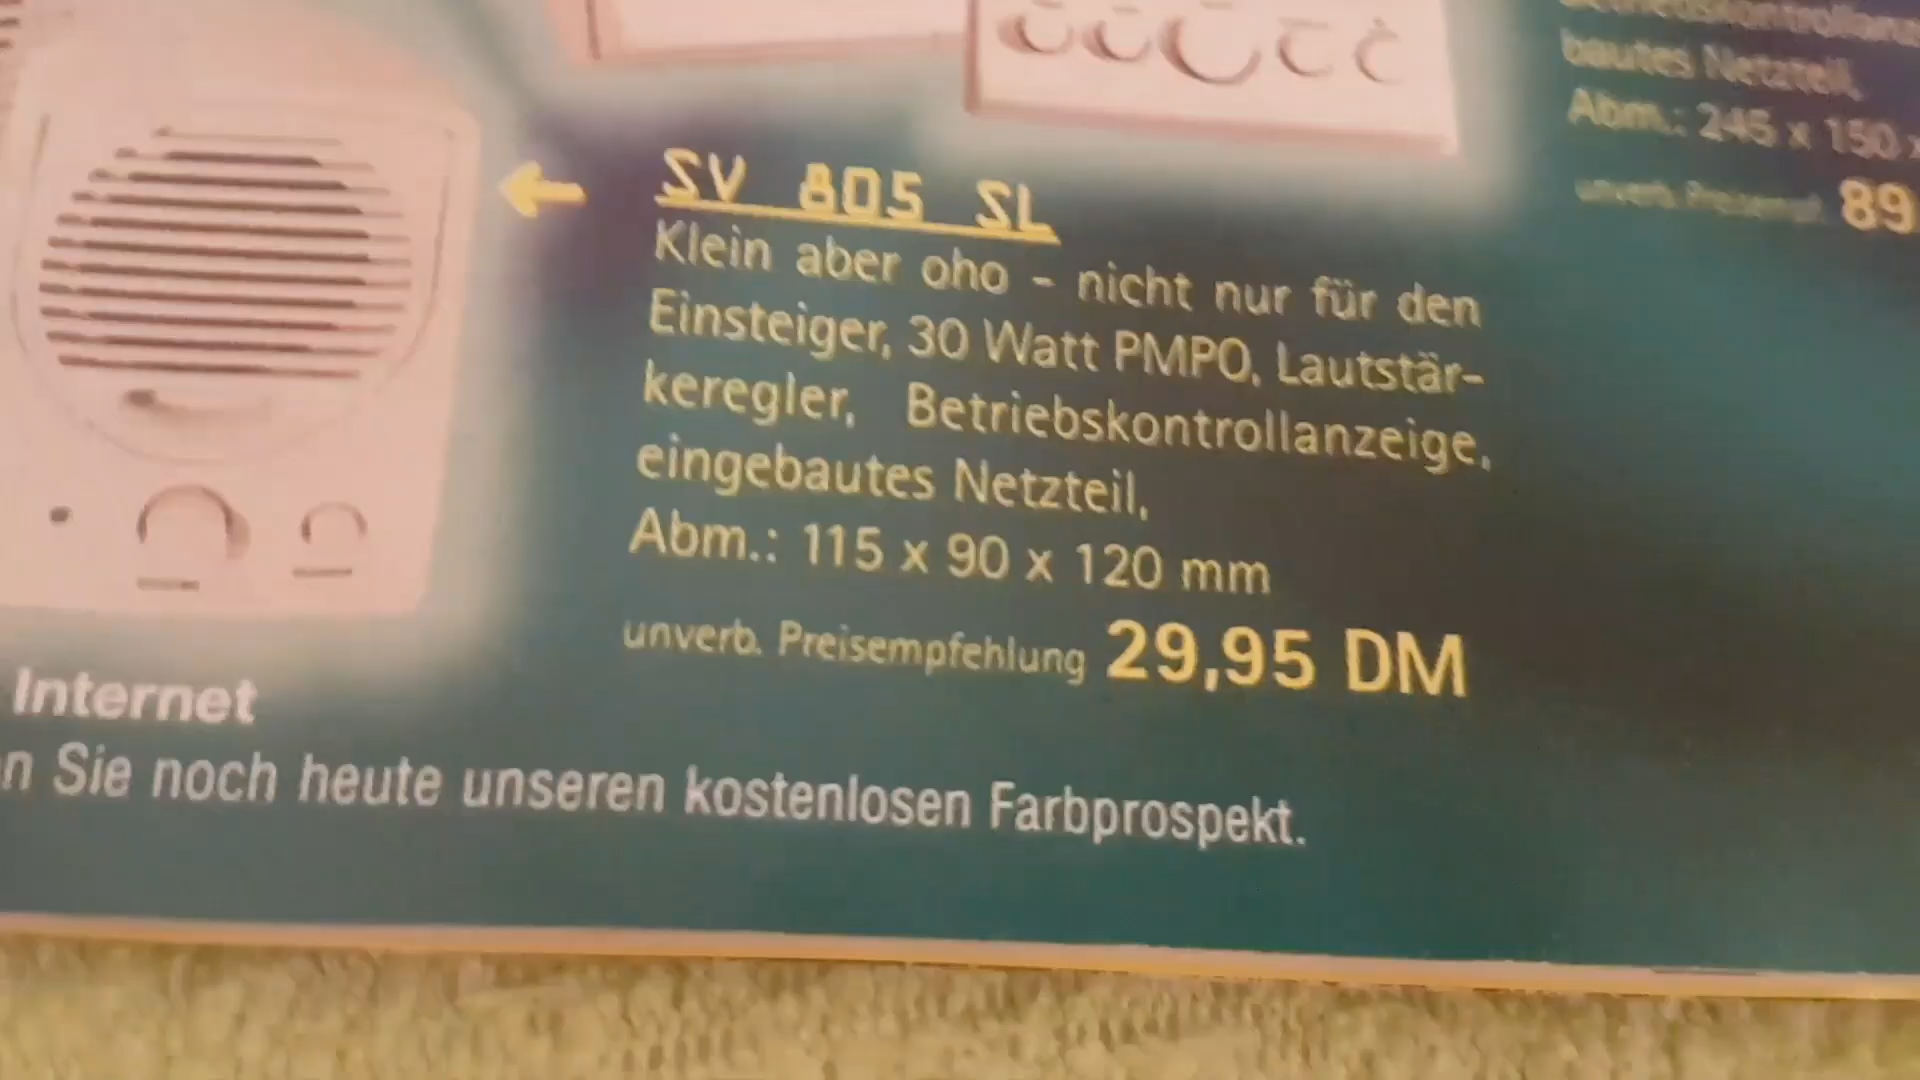 SV 805 SL
Klein aber oho - nicht nur für den
Einsteiger, 30 Watt PMPO, Lautstär-
keregler, Betriebskontrollanzeige,
eingebautes Netzteil,
Abm.: 115 x 90 x 120 mm
unverb. Preisempfehlung 29,95 DM
bautes Netzteil,
Abm.: 245 x 150 x
89
Internet
n Sie noch heute unseren kostenlosen Farbprospekt.